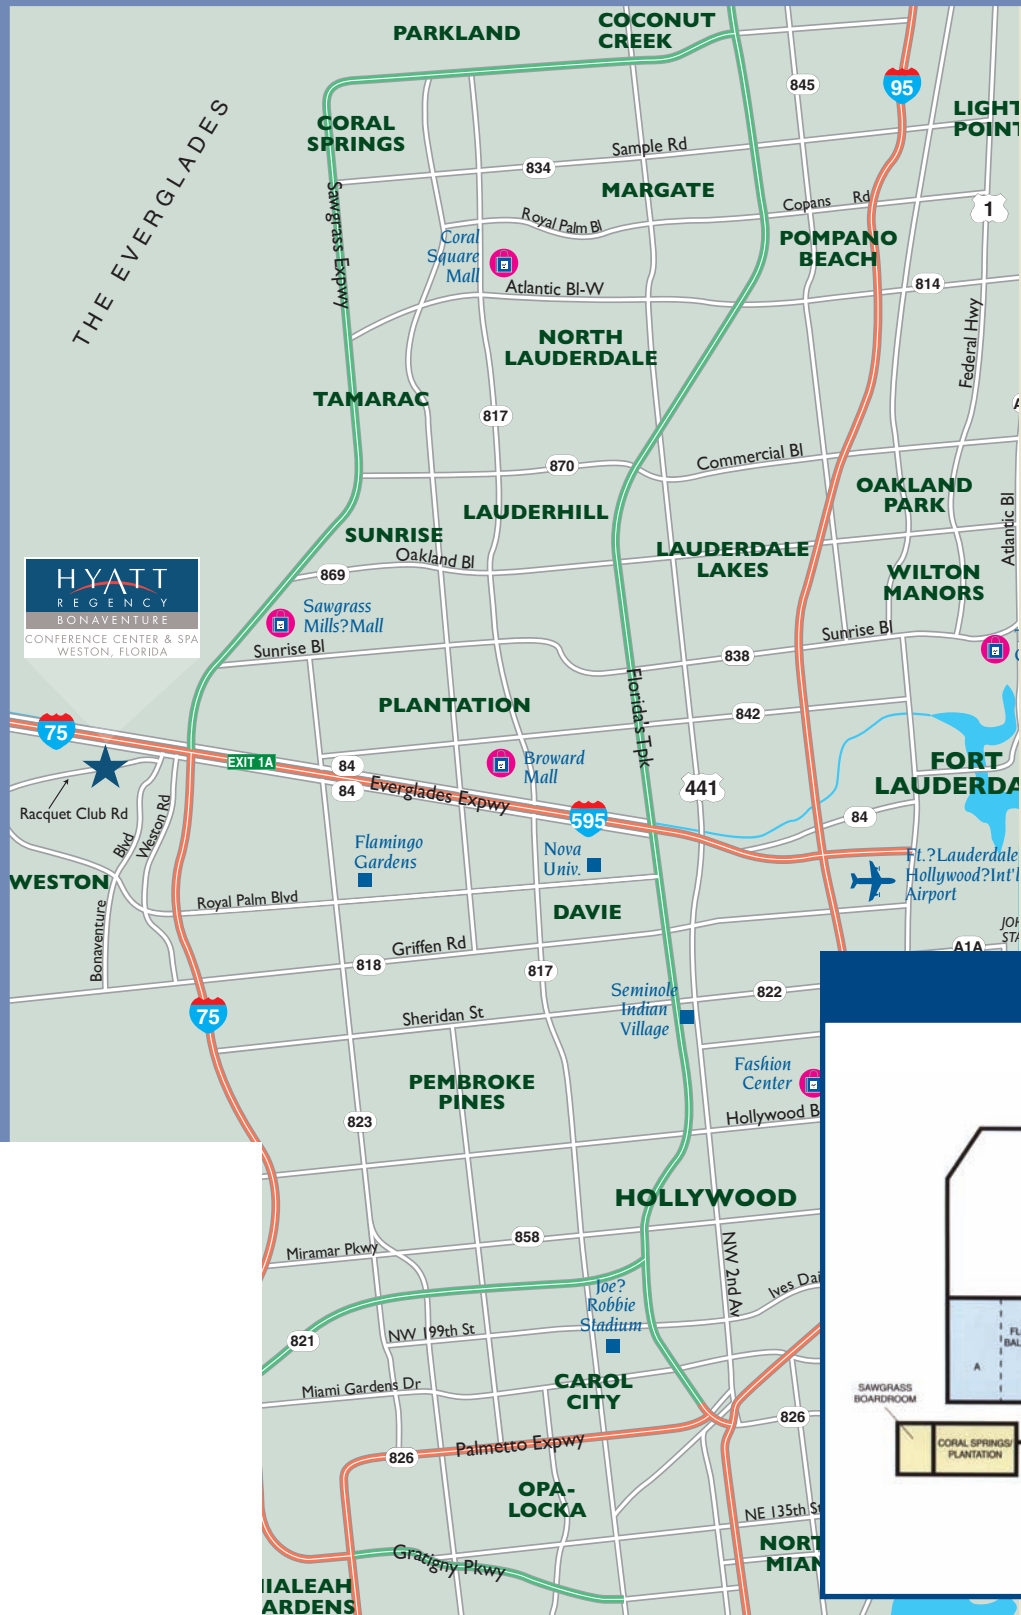 PARKLAND
COCONUT
CREEK
845
95
LIGHT
POINT
THE EVERGLADES
CORAL
SPRINGS
Sample Rd
834
MARGATE
Sawgrass Expwy
Copans Rd
1
Royal Palm Bl
Coral
Square
Mall
POMPANO
BEACH
Atlantic Bl-W
814
Federal Hwy
NORTH
LAUDERDALE
TAMARAC
817
870
Commercial Bl
OAKLAND
PARK
Atlantic Bl
LAUDERHILL
SUNRISE
Oakland Bl
LAUDERDALE
LAKES
869
WILTON
MANORS
HYATT
REGENCY
BONAVENTURE
CONFERENCE CENTER & SPA
WESTON, FLORIDA
Sawgrass
Mills?Mall
Sunrise Bl
Sunrise Bl
838
Florida's Tpk
PLANTATION
842
75
EXIT 1A
84
84
Everglades Expwy
Broward
Mall
441
FORT
LAUDERDA
Racquet Club Rd
Blvd
Weston Rd
595
84
Flamingo
Gardens
Nova
Univ.
Ft.?Lauderdale
Hollywood?Int'l
Airport
WESTON
Royal Palm Blvd
DAVIE
Bonaventure
Griffen Rd
JOH
STA
A1A
818
817
822
Seminole
Indian
Village
75
Sheridan St
Fashion
Center
PEMBROKE
PINES
823
Hollywood B
HOLLYWOOD
858
Miramar Pkwy
NW 2nd Av
Ives Dai
Joe?
Robbie
Stadium
821
NW 199th St
Miami Gardens Dr
CAROL
CITY
826
Palmetto Expwy
826
OPA-
LOCKA
NE 135th St
NORT
MIAM
Gratigny Pkwy
IALEAH
ARDENS
FL
BAL
A
SAWGRASS
BOARDROOM
CORAL SPRINGS/
PLANTATION